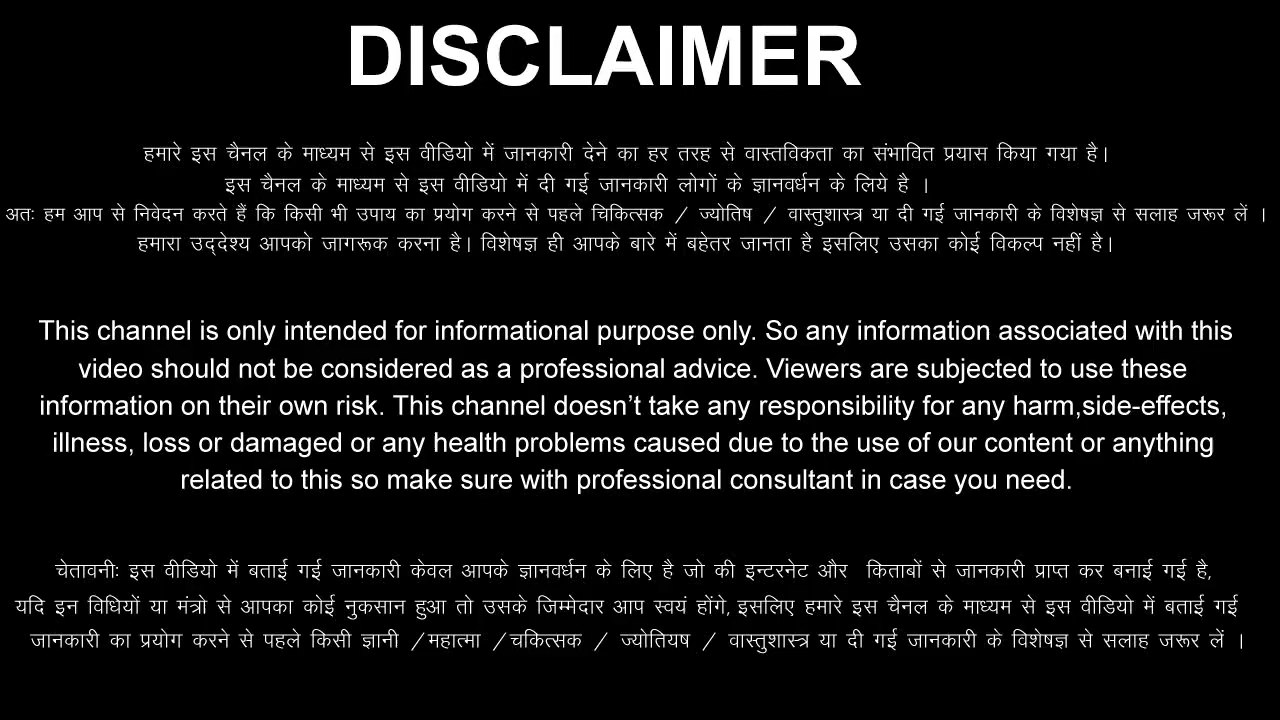 DISCLAIMER
हमारे इस चैनल के माध्यम से इस वीडियो में जानकारी देने का हर तरह से वास्तविकता का संभावित प्रयास किया गया है।
इस चैनल के माध्यम से इस वीडियो में दी गई जानकारी लोगों के ज्ञानवर्धन के लिये है ।
अतः हम आप से निवेदन करते हैं कि किसी भी उपाय का प्रयोग करने से पहले चिकित्सक / ज्योतिष / वास्तुशास्त्र या दी गई जानकारी के विशेषज्ञ से सलाह जरूर लें ।
हमारा उद्देश्य आपको जागरूक करना है। विशेषज्ञ ही आपके बारे में बहेतर जानता है इसलिए उसका कोई विकल्प नहीं है।
This channel is only intended for informational purpose only. So any information associated with this
video should not be considered as a professional advice. Viewers are subjected to use these
information on their own risk. This channel doesn’t take any responsibility for any harm,side-effects,
illness, loss or damaged or any health problems caused due to the use of our content or anything
related to this so make sure with professional consultant in case you need.
चेतावनीः इस वीडियो में बताई गई जानकारी केवल आपके ज्ञानवर्धन के लिए है जो की इन्टरनेट और किताबों से जानकारी प्राप्त कर बनाई गई है,
यदि इन विधियों या मंत्रो से आपका कोई नुकसान हुआ तो उसके जिम्मेदार आप स्वयं होंगे, इसलिए हमारे इस चैनल के माध्यम से इस वीडियो में बताई गई
जानकारी का प्रयोग करने से पहले किसी ज्ञानी /महात्मा /चकित्सक / ज्योतियष / वास्तुशास्त्र या दी गई जानकारी के विशेषज्ञ से सलाह जरूर लें ।